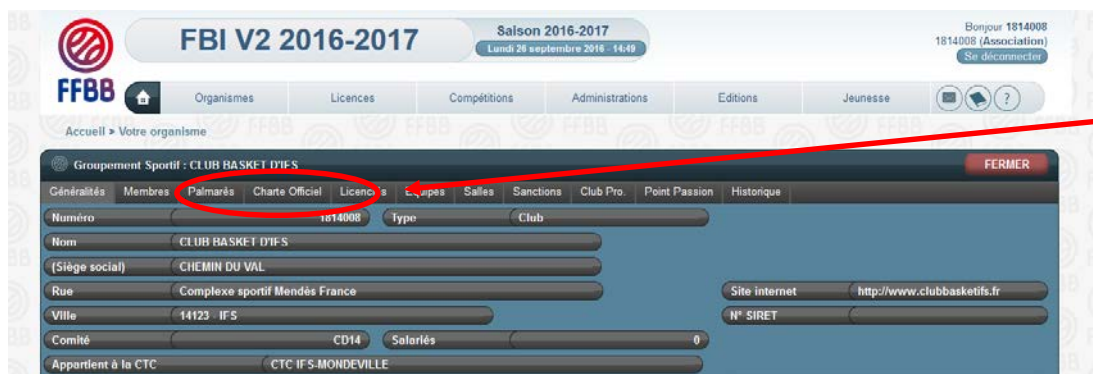 FBI V2 2016-2017
Saison 2016-2017
Lundi 26 septembre 2016 - 14:49
Bonjour 1814008
1814008 (Association)
Se déconnecter
FFBB
Organismes Licences Compétitions Administrations Editions Jeunesse ?
Accueil > Votre organisme
Groupement Sportif : CLUB BASKET D'IFS FERMER
Généralités Membres Palmarès Charte Officiel Licenciés Equipes Salles Sanctions Club Pro. Point Passion Historique
Numéro 1814008 Type Club
Nom CLUB BASKET D'IFS
(Siège social) CHEMIN DU VAL
Rue Complexe sportif Mendès France Site internet http://www.clubbasketifs.fr
Ville 14123 - IFS N° SIRET
Comité CD14 Salariés 0
Appartient à la CTC CTC IFS-MONDEVILLE